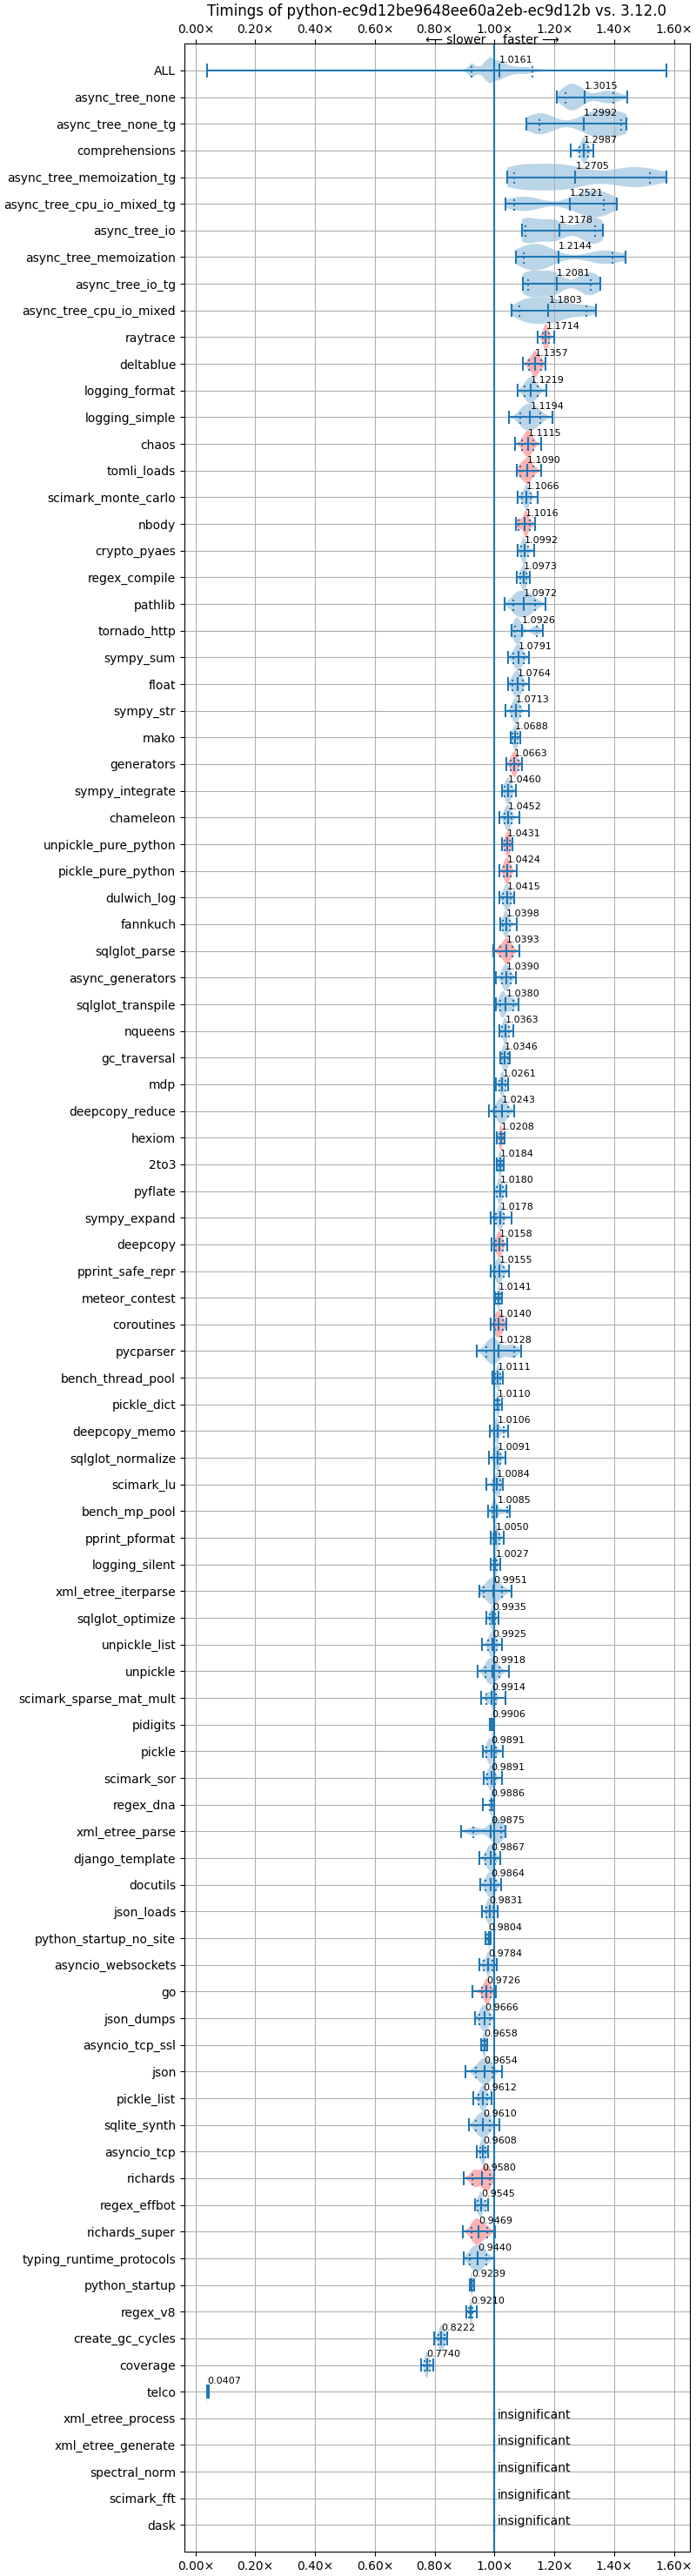 Timings of python-ec9d12be9648ee60a2eb-ec9d12b vs. 3.12.0
0.00× 0.20× 0.40× 0.60× 0.80× 1.00× 1.20× 1.40× 1.60×
⟵ slower faster ⟶
ALL 1.0161
async_tree_none 1.3015
async_tree_none_tg 1.2992
comprehensions 1.2987
async_tree_memoization_tg 1.2705
async_tree_cpu_io_mixed_tg 1.2521
async_tree_io 1.2178
async_tree_memoization 1.2144
async_tree_io_tg 1.2081
async_tree_cpu_io_mixed 1.1803
raytrace 1.1714
deltablue 1.1357
logging_format 1.1219
logging_simple 1.1194
chaos 1.1115
tomli_loads 1.1090
scimark_monte_carlo 1.1066
nbody 1.1016
crypto_pyaes 1.0992
regex_compile 1.0973
pathlib 1.0972
tornado_http 1.0926
sympy_sum 1.0791
float 1.0764
sympy_str 1.0713
mako 1.0688
generators 1.0663
sympy_integrate 1.0460
chameleon 1.0452
unpickle_pure_python 1.0431
pickle_pure_python 1.0424
dulwich_log 1.0415
fannkuch 1.0398
sqlglot_parse 1.0393
async_generators 1.0390
sqlglot_transpile 1.0380
nqueens 1.0363
gc_traversal 1.0346
mdp 1.0261
deepcopy_reduce 1.0243
hexiom 1.0208
2to3 1.0184
pyflate 1.0180
sympy_expand 1.0178
deepcopy 1.0158
pprint_safe_repr 1.0155
meteor_contest 1.0141
coroutines 1.0140
pycparser 1.0128
bench_thread_pool 1.0111
pickle_dict 1.0110
deepcopy_memo 1.0106
sqlglot_normalize 1.0091
scimark_lu 1.0084
bench_mp_pool 1.0085
pprint_pformat 1.0050
logging_silent 1.0027
xml_etree_iterparse 0.9951
sqlglot_optimize 0.9935
unpickle_list 0.9925
unpickle 0.9918
scimark_sparse_mat_mult 0.9914
pidigits 0.9906
pickle 0.9891
scimark_sor 0.9891
regex_dna 0.9886
xml_etree_parse 0.9875
django_template 0.9867
docutils 0.9864
json_loads 0.9831
python_startup_no_site 0.9804
asyncio_websockets 0.9784
go 0.9726
json_dumps 0.9666
asyncio_tcp_ssl 0.9658
json 0.9654
pickle_list 0.9612
sqlite_synth 0.9610
asyncio_tcp 0.9608
richards 0.9580
regex_effbot 0.9545
richards_super 0.9469
typing_runtime_protocols 0.9440
python_startup 0.9239
regex_v8 0.9210
create_gc_cycles 0.8222
coverage 0.7740
telco 0.0407
xml_etree_process insignificant
xml_etree_generate insignificant
spectral_norm insignificant
scimark_fft insignificant
dask insignificant
0.00× 0.20× 0.40× 0.60× 0.80× 1.00× 1.20× 1.40× 1.60×